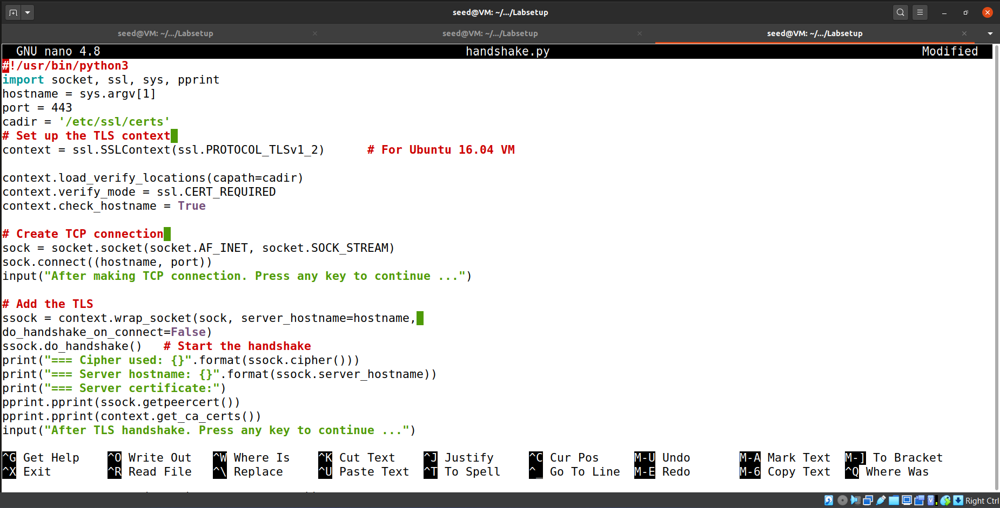 seed@VM: ~/.../Labsetup
seed@VM: ~/.../Labsetup seed@VM: ~/.../Labsetup seed@VM: ~/.../Labsetup
GNU nano 4.8 handshake.py Modified
#!/usr/bin/python3
import socket, ssl, sys, pprint
hostname = sys.argv[1]
port = 443
cadir = '/etc/ssl/certs'
# Set up the TLS context
context = ssl.SSLContext(ssl.PROTOCOL_TLSv1_2) # For Ubuntu 16.04 VM
context.load_verify_locations(capath=cadir)
context.verify_mode = ssl.CERT_REQUIRED
context.check_hostname = True
# Create TCP connection
sock = socket.socket(socket.AF_INET, socket.SOCK_STREAM)
sock.connect((hostname, port))
input("After making TCP connection. Press any key to continue ...")
# Add the TLS
ssock = context.wrap_socket(sock, server_hostname=hostname,
do_handshake_on_connect=False)
ssock.do_handshake() # Start the handshake
print("=== Cipher used: {}".format(ssock.cipher()))
print("=== Server hostname: {}".format(ssock.server_hostname))
print("=== Server certificate:")
pprint.pprint(ssock.getpeercert())
pprint.pprint(context.get_ca_certs())
input("After TLS handshake. Press any key to continue ...")
^G Get Help ^O Write Out ^W Where Is ^K Cut Text ^J Justify ^C Cur Pos M-U Undo M-A Mark Text M-] To Bracket
^X Exit ^R Read File ^\ Replace ^U Paste Text ^T To Spell ^_ Go To Line M-E Redo M-6 Copy Text ^Q Where Was
Right Ctrl